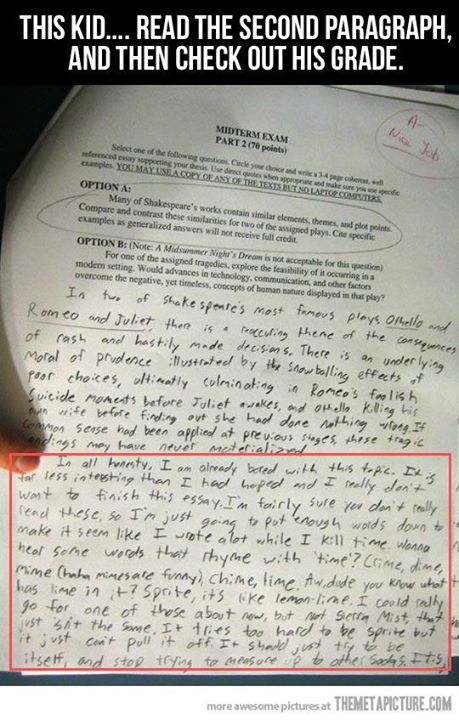 THIS KID.... READ THE SECOND PARAGRAPH,
AND THEN CHECK OUT HIS GRADE.
A-
Nice Job
MIDTERM EXAM
PART 2 (70 points)
Select one of the following questions. Circle your choice and write a 3-4 page coherent, well
referenced essay supporting your thesis. Use direct quotes when appropriate and make sure you use specific
examples. YOU MAY USE A COPY OF ANY OF THE TEXTS BUT NO LAPTOP COMPUTERS.
OPTION A:
Many of Shakespeare's works contain similar elements, themes, and plot points.
Compare and contrast these similarities for two of the assigned plays. Cite specific
examples as generalized answers will not receive full credit.
OPTION B: (Note: A Midsummer Night's Dream is not acceptable for this question)
For one of the assigned tragedies, explore the feasibility of it occurring in a
modern setting. Would advances in technology, communication, and other factors
overcome the negative, yet timeless, concepts of human nature displayed in that play?
In two of Shakespeare's most famous plays Othello and
Romeo and Juliet, there is a reoccuring theme of the consequences
of rash and hastily made decisions. There is an underlying
moral of prudence illustrated by the snowballing effects of
poor choices, ultimatly culminating in Romeo's foolish
suicide moments before Juliet awakes, and othello killing his
own wife before finding out she had done nothing wrong. If
common sense had been applied at previous stages, these tragic
endings may have never materialized.
In all honesty, I am already bored with this topic. It is
far less intersting than I had hoped and I really don't
want to finish this essay. I'm fairly sure you don't really
read these, so I'm just going to put enough words down to
make it seem like I wrote alot while I kill time. Wanna
hear some words that rhyme with 'time'? Crime, dime,
mime (haha mimes are funny), chime, lime. Aw, dude you know what
has lime in it? Sprite, it's like lemon-lime. I could really
go for one of those about now, but not Sierra Mist, that
just isn't the same. It tries too hard to be sprite but
it just can't pull it off. It should just try to be
itself, and stop trying to measure up to other sodas. It is
more awesome pictures at THEMETAPICTURE.COM